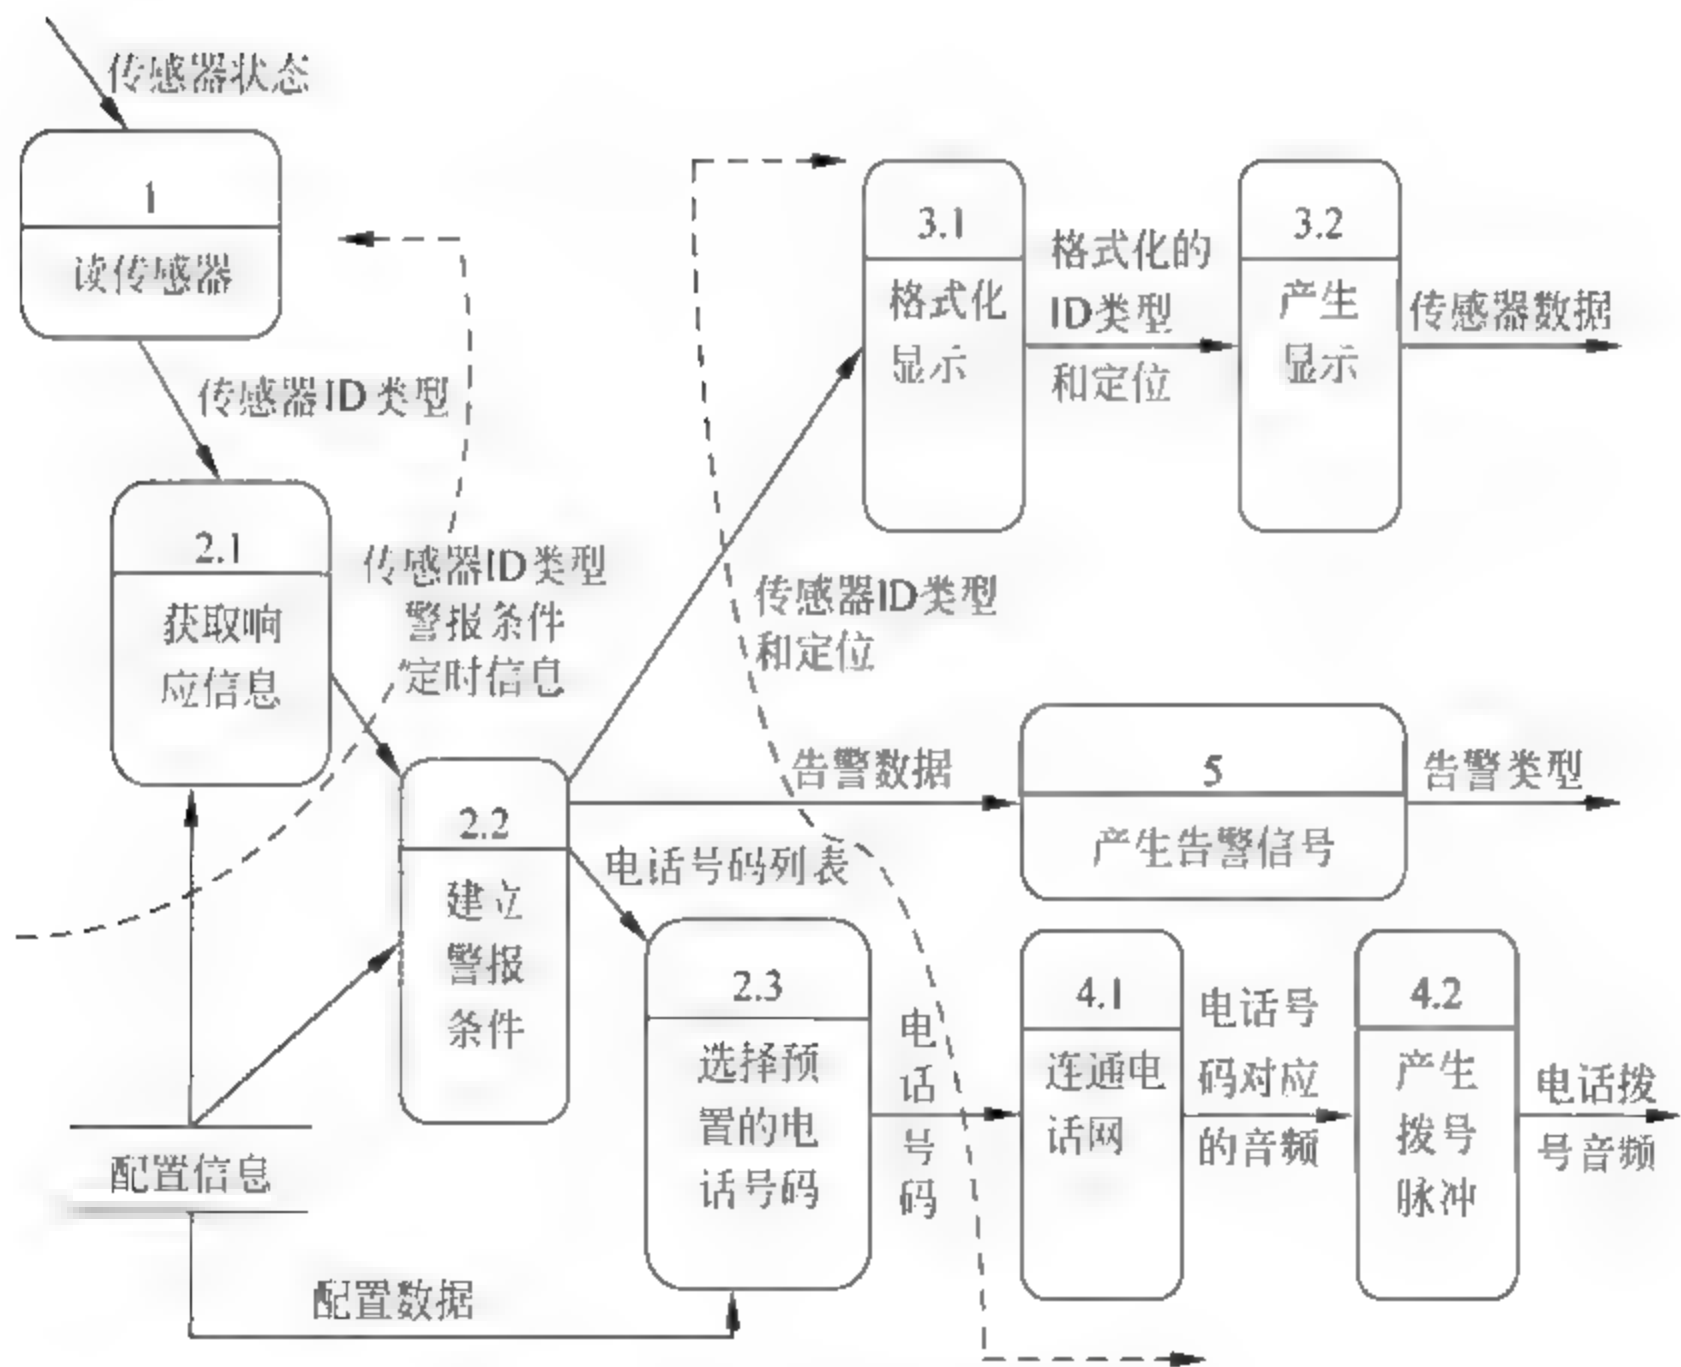 传感器状态
1
读传感器
传感器ID类型
2.1
获取响
应信息
传感器ID类型
警报条件
定时信息
2.2
建立
警报
条件
配置信息
配置数据
3.1
格式化
显示
格式化的
ID类型
和定位
3.2
产生
显示
传感器数据
传感器ID类型
和定位
告警数据
5
产生告警信号
告警类型
电话号码列表
2.3
选择预
置的电
话号码
电
话
号
码
4.1
连通电
话网
电话号
码对应
的音频
4.2
产生
拨号
脉冲
电话拨
号音频